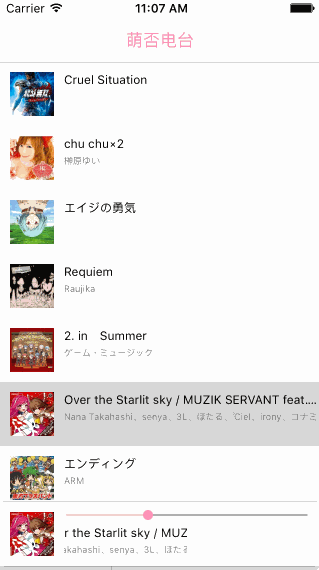 Carrier 11:07 AM
萌否电台
Cruel Situation
chu chu×2
榊原ゆい
エイジの勇気
Requiem
Raujika
2. in　Summer
ゲーム・ミュージック
Over the Starlit sky / MUZIK SERVANT feat....
Nana Takahashi、senya、3L、ほたる、℃iel、irony、コナミ
エンディング
ARM
r the Starlit sky / MUZ
akahashi、senya、3L、ほたる